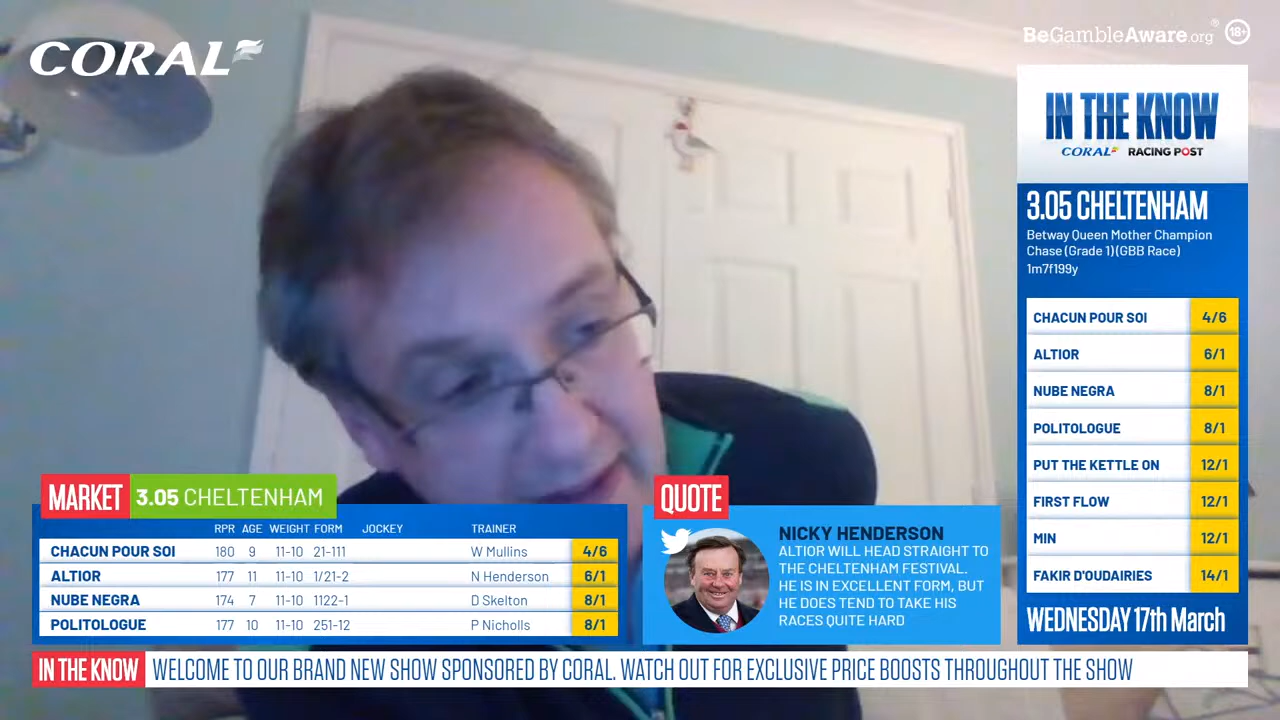 CORAL
BeGambleAware.org® 18+
IN THE KNOW
CORAL RACING POST
3.05 CHELTENHAM
Betway Queen Mother Champion
Chase (Grade 1) (GBB Race)
1m7f199y
CHACUN POUR SOI 4/6
ALTIOR 6/1
NUBE NEGRA 8/1
POLITOLOGUE 8/1
PUT THE KETTLE ON 12/1
FIRST FLOW 12/1
MIN 12/1
FAKIR D'OUDAIRIES 14/1
WEDNESDAY 17th March
MARKET 3.05 CHELTENHAM
RPR AGE WEIGHT FORM JOCKEY TRAINER
CHACUN POUR SOI 180 9 11-10 21-111 W Mullins 4/6
ALTIOR 177 11 11-10 1/21-2 N Henderson 6/1
NUBE NEGRA 174 7 11-10 1122-1 D Skelton 8/1
POLITOLOGUE 177 10 11-10 251-12 P Nicholls 8/1
QUOTE
NICKY HENDERSON
ALTIOR WILL HEAD STRAIGHT TO
THE CHELTENHAM FESTIVAL.
HE IS IN EXCELLENT FORM, BUT
HE DOES TEND TO TAKE HIS
RACES QUITE HARD
IN THE KNOW WELCOME TO OUR BRAND NEW SHOW SPONSORED BY CORAL. WATCH OUT FOR EXCLUSIVE PRICE BOOSTS THROUGHOUT THE SHOW